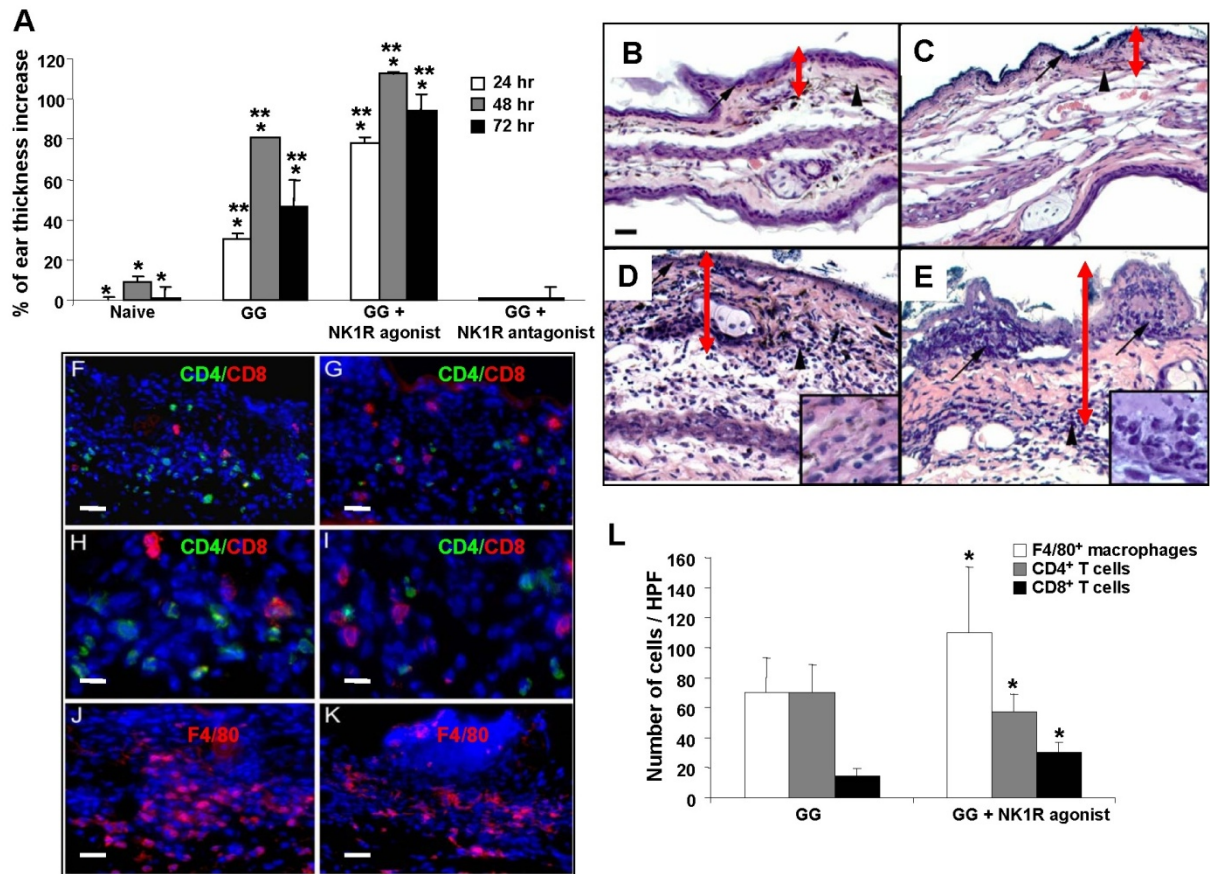 A
% of ear thickness increase
120
100
80
60
40
20
0
24 hr
48 hr
72 hr
*
*
*
**
*
**
*
**
*
**
*
**
*
**
*
Naive
GG
GG +
NK1R agonist
GG +
NK1R antagonist
B
C
D
E
F
CD4/CD8
G
CD4/CD8
H
CD4/CD8
I
CD4/CD8
J
F4/80
K
F4/80
L
Number of cells / HPF
160
140
120
100
80
60
40
20
0
F4/80+ macrophages
CD4+ T cells
CD8+ T cells
*
*
*
GG
GG + NK1R agonist